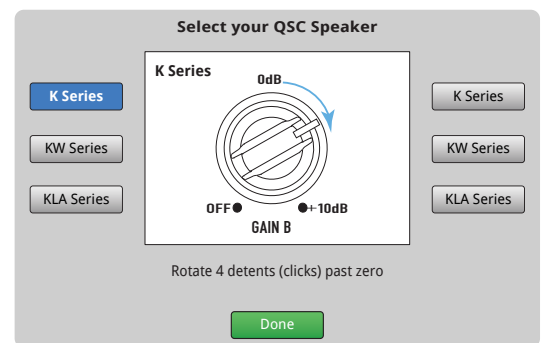 Select your QSC Speaker
K Series
0dB
K Series
K Series
KW Series
KW Series
KLA Series
KLA Series
OFF
+10dB
GAIN B
Rotate 4 detents (clicks) past zero
Done